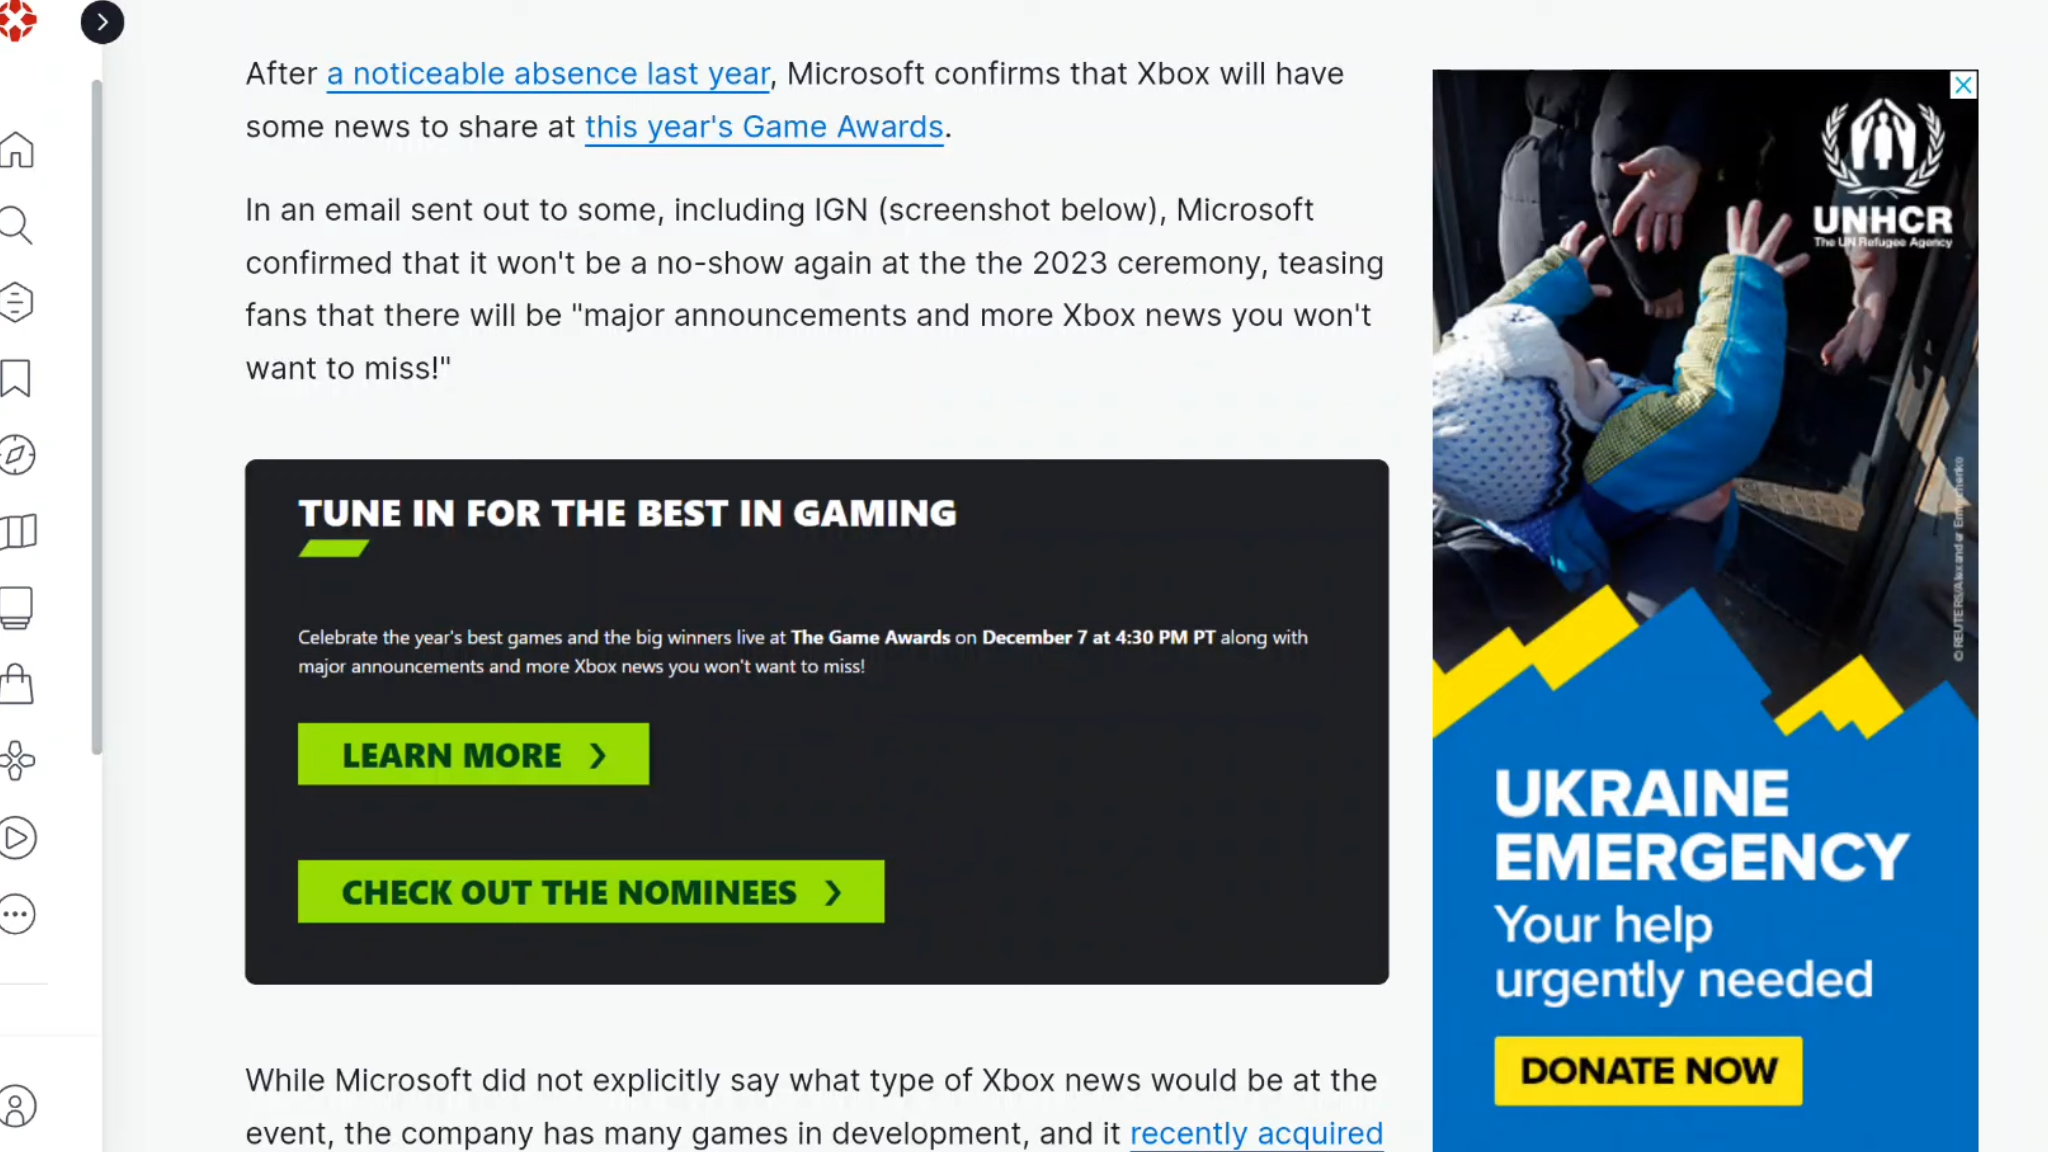 After a noticeable absence last year, Microsoft confirms that Xbox will have
some news to share at this year's Game Awards.
In an email sent out to some, including IGN (screenshot below), Microsoft
confirmed that it won't be a no-show again at the the 2023 ceremony, teasing
fans that there will be "major announcements and more Xbox news you won't
want to miss!"
TUNE IN FOR THE BEST IN GAMING
Celebrate the year's best games and the big winners live at The Game Awards on December 7 at 4:30 PM PT along with
major announcements and more Xbox news you won't want to miss!
LEARN MORE
CHECK OUT THE NOMINEES
While Microsoft did not explicitly say what type of Xbox news would be at the
event, the company has many games in development, and it recently acquired
UNHCR
The UN Refugee Agency
© REUTERS/Alexander
UKRAINE
EMERGENCY
Your help
urgently needed
DONATE NOW